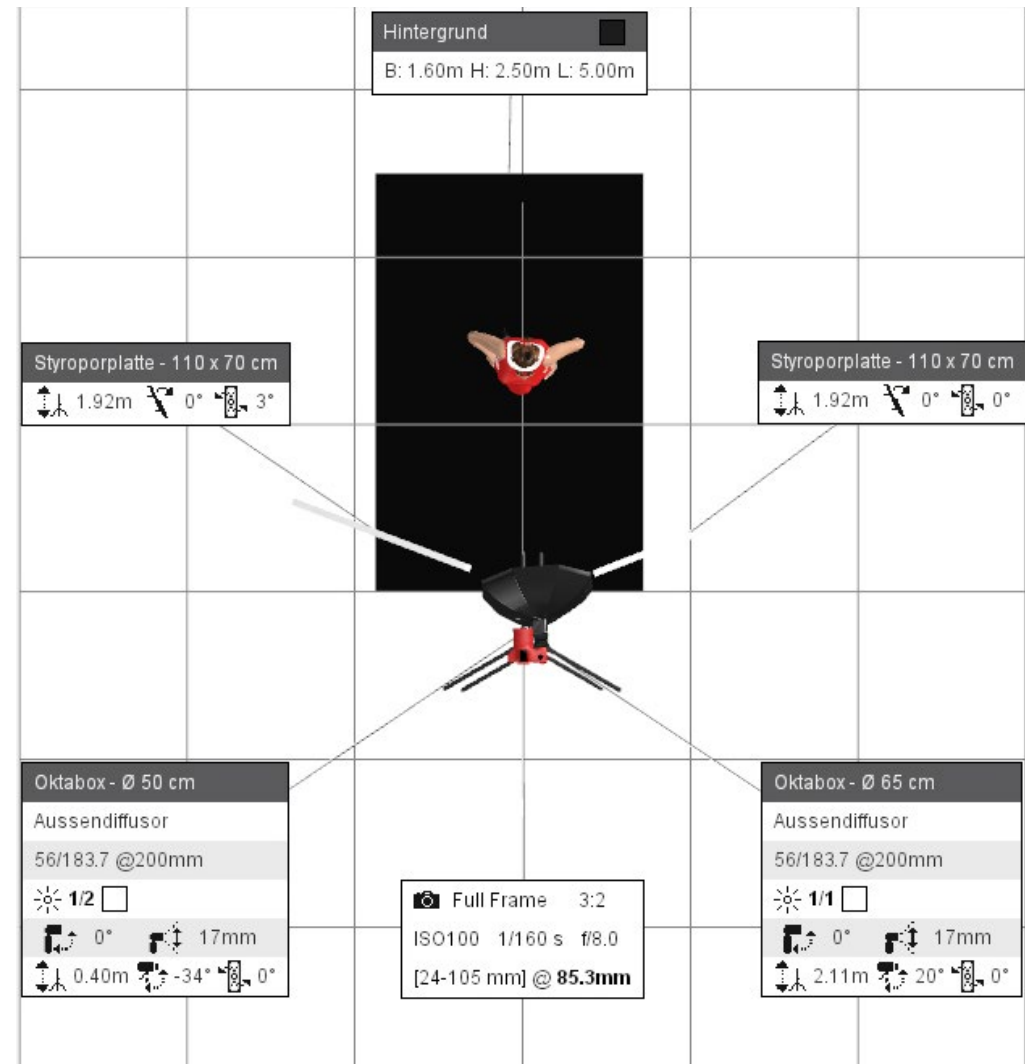 Hintergrund
B: 1.60m H: 2.50m L: 5.00m
Styroporplatte - 110 x 70 cm
1.92m 0° 3°
Styroporplatte - 110 x 70 cm
1.92m 0° 0°
Oktabox - Ø 50 cm
Aussendiffusor
56/183.7 @200mm
1/2
0° 17mm
0.40m -34° 0°
Full Frame 3:2
ISO100 1/160 s f/8.0
[24-105 mm] @ 85.3mm
Oktabox - Ø 65 cm
Aussendiffusor
56/183.7 @200mm
1/1
0° 17mm
2.11m 20° 0°